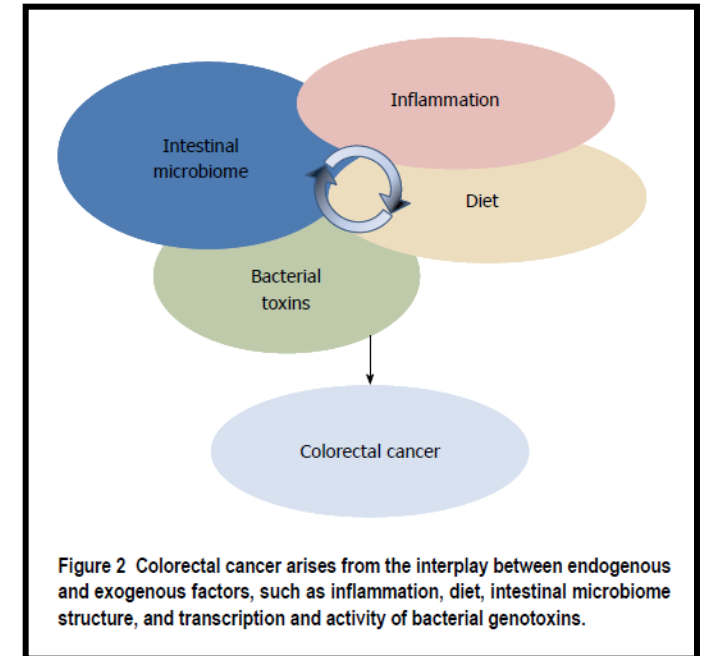 Inflammation
Intestinal
microbiome
Diet
Bacterial
toxins
Colorectal cancer
Figure 2 Colorectal cancer arises from the interplay between endogenous
and exogenous factors, such as inflammation, diet, intestinal microbiome
structure, and transcription and activity of bacterial genotoxins.